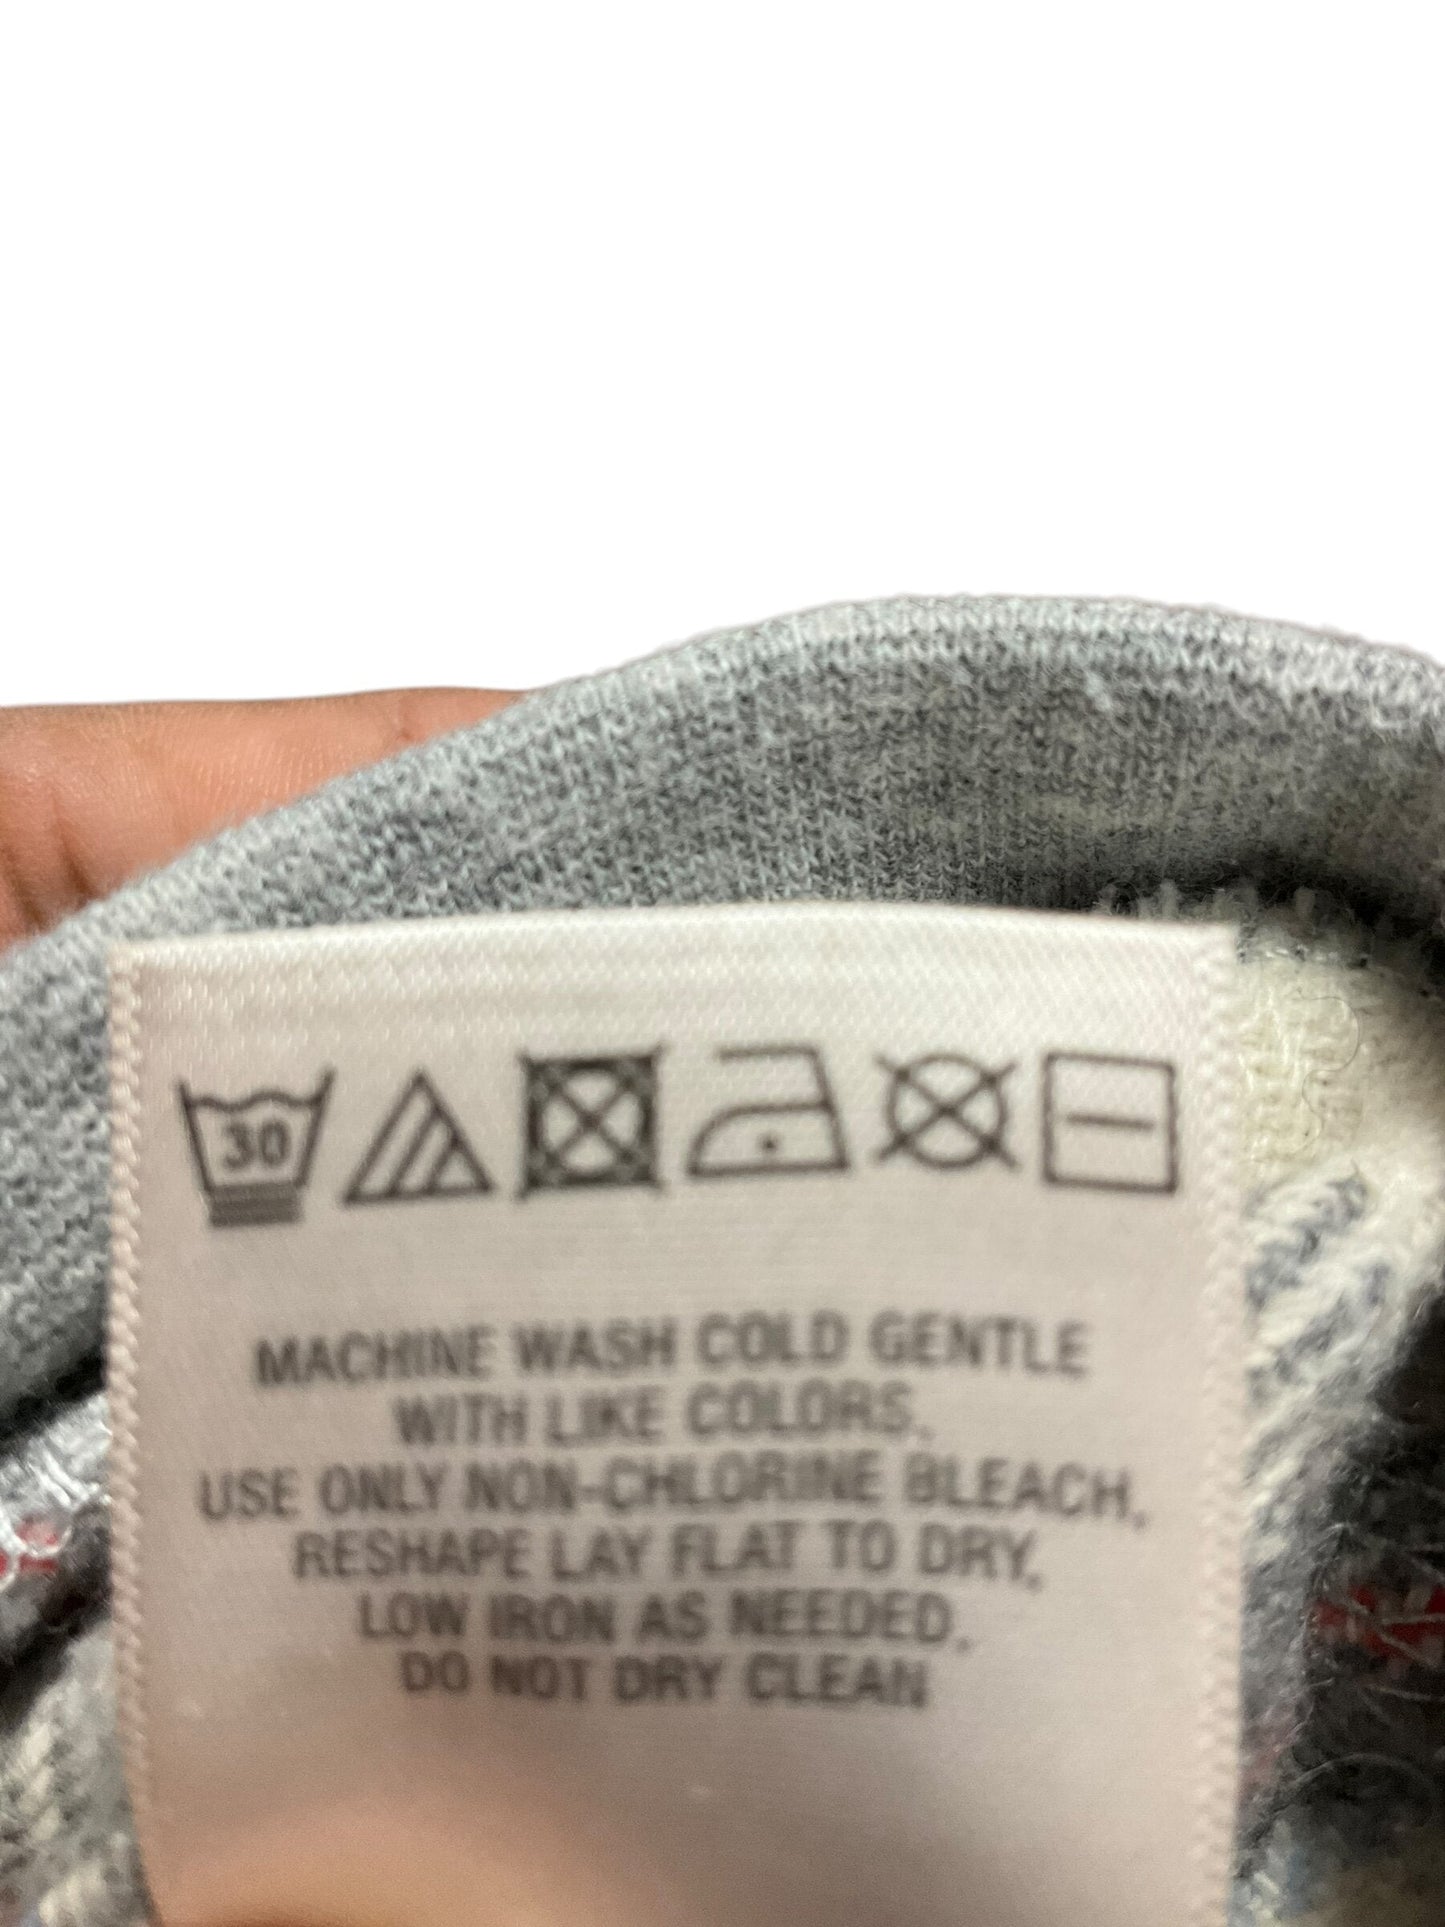 30
MACHINE WASH COLD GENTLE
WITH LIKE COLORS,
USE ONLY NON-CHLORINE BLEACH,
RESHAPE LAY FLAT TO DRY,
LOW IRON AS NEEDED,
DO NOT DRY CLEAN